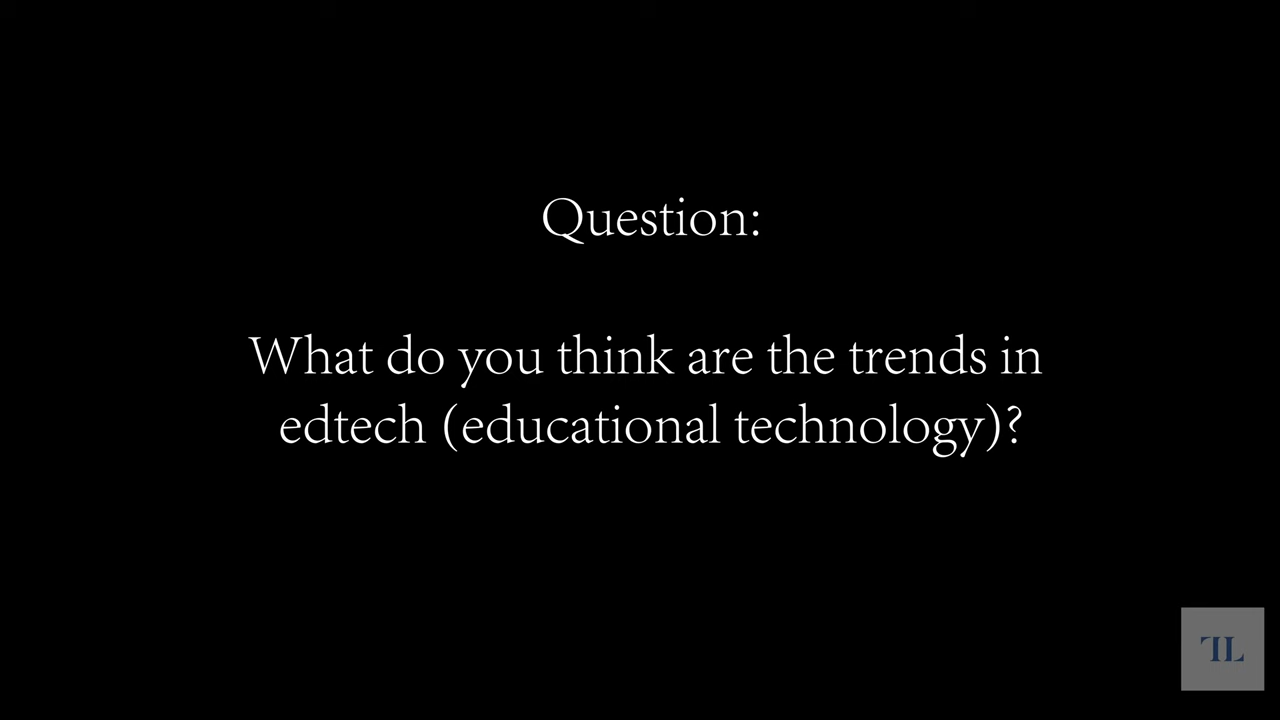 Question:
What do you think are the trends in
edtech (educational technology)?
TL